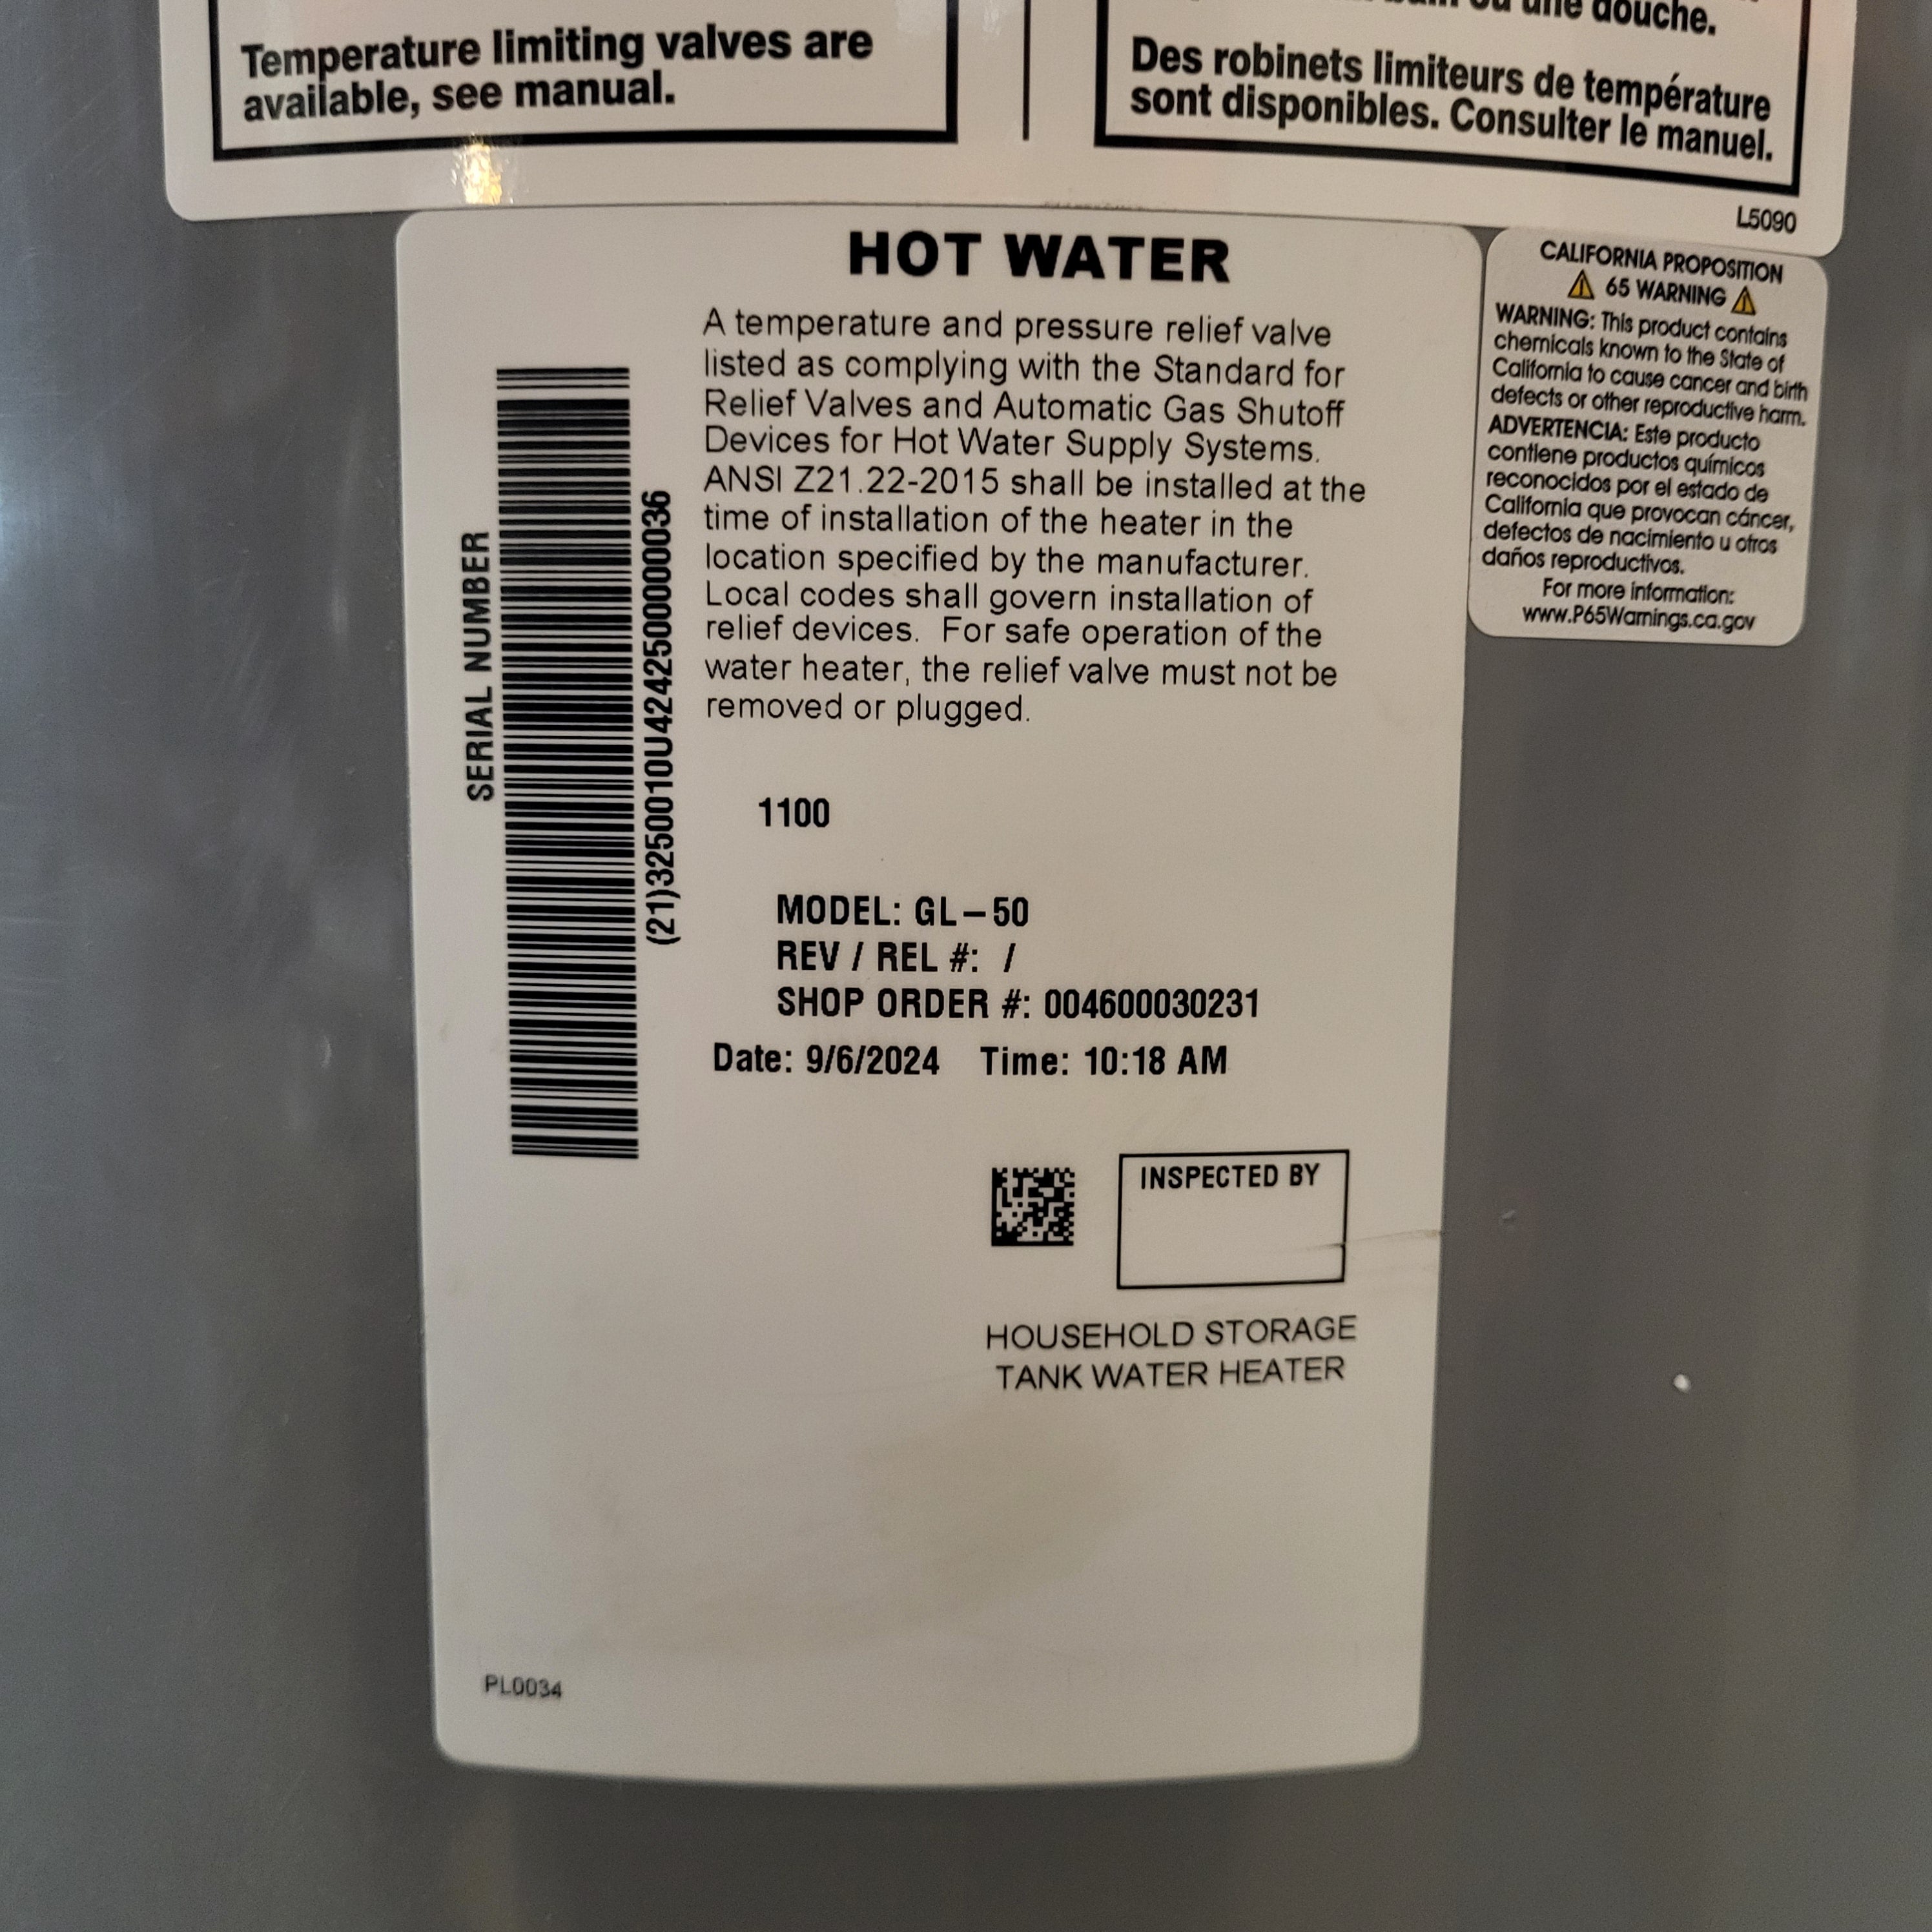 Temperature limiting valves are
available, see manual.
douche.
Des robinets limiteurs de température
sont disponibles. Consulter le manuel.
L5090
HOT WATER
A temperature and pressure relief valve
listed as complying with the Standard for
Relief Valves and Automatic Gas Shutoff
Devices for Hot Water Supply Systems.
ANSI Z21.22-2015 shall be installed at the
time of installation of the heater in the
location specified by the manufacturer.
Local codes shall govern installation of
relief devices. For safe operation of the
water heater, the relief valve must not be
removed or plugged.
SERIAL NUMBER
(21)3250010U42425000000036
1100
MODEL: GL-50
REV / REL #: /
SHOP ORDER #: 004600030231
Date: 9/6/2024 Time: 10:18 AM
INSPECTED BY
HOUSEHOLD STORAGE
TANK WATER HEATER
PL0034
CALIFORNIA PROPOSITION
65 WARNING
WARNING: This product contains
chemicals known to the State of
California to cause cancer and birth
defects or other reproductive harm.
ADVERTENCIA: Este producto
contiene productos químicos
reconocidos por el estado de
California que provocan cáncer,
defectos de nacimiento u otros
daños reproductivos.
For more information:
www.P65Warnings.ca.gov